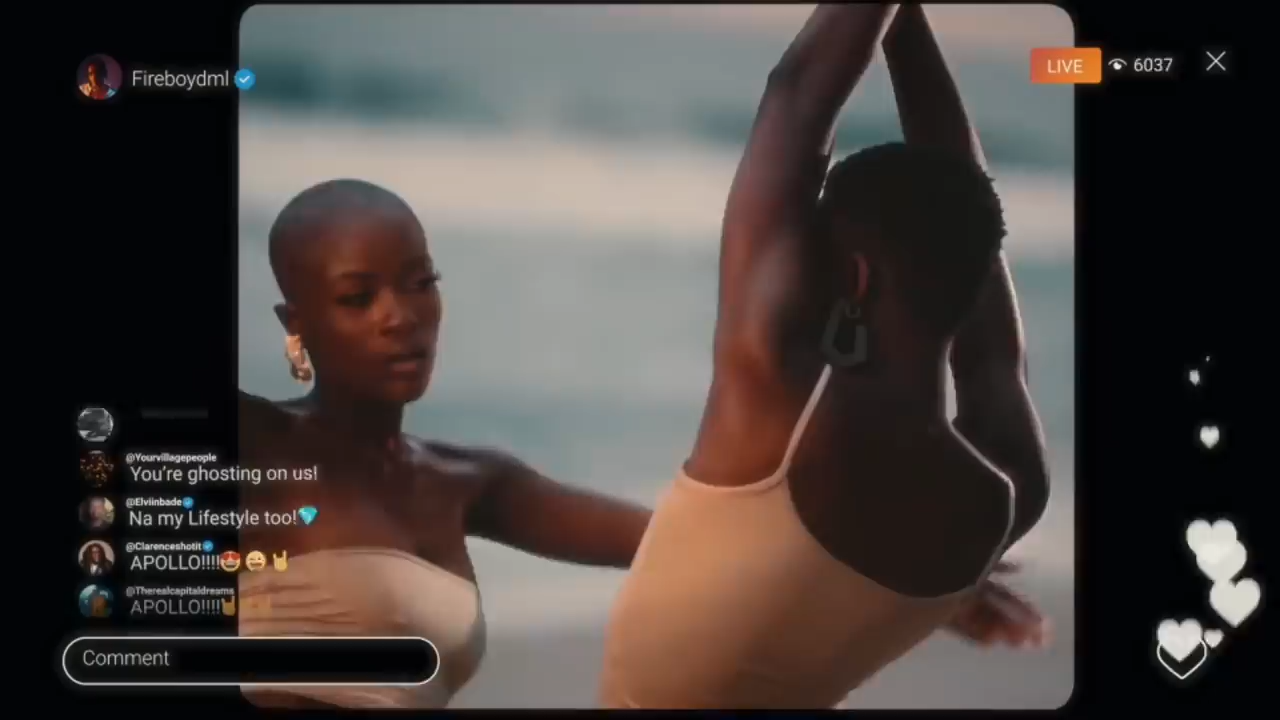 Fireboydml
LIVE 6037
@Yourvillagepeople
You're ghosting on us!
@Elviinbade
Na my Lifestyle too!💎
@Clarenceshotit
APOLLO!!!!😍😜🤘
@Therealcapitaldreams
APOLLO!!!!🤘
Comment